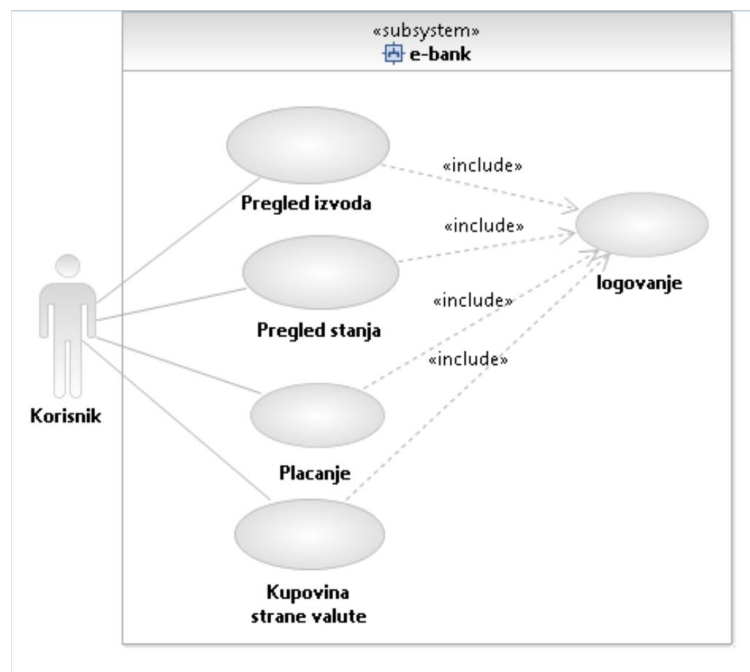 «subsystem»
e-bank
«include»
Pregled izvoda
«include»
logovanje
«include»
Pregled stanja
«include»
Korisnik
Placanje
Kupovina
strane valute